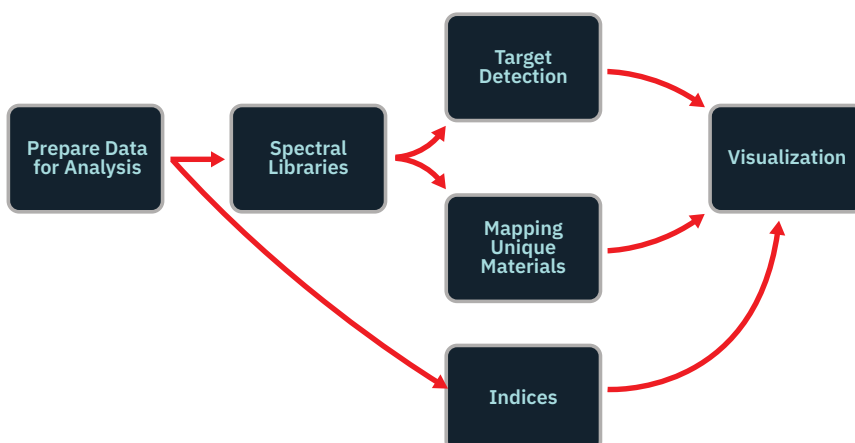 Target
Detection
Prepare Data
for Analysis
Spectral
Libraries
Visualization
Mapping
Unique
Materials
Indices